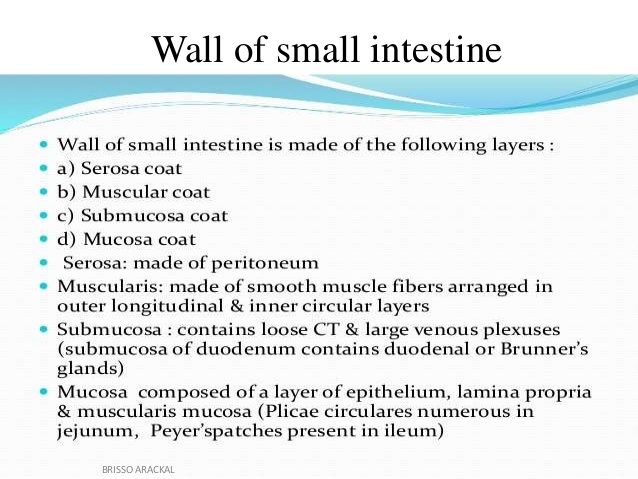 Wall of small intestine
• Wall of small intestine is made of the following layers :
• a) Serosa coat
• b) Muscular coat
• c) Submucosa coat
• d) Mucosa coat
• Serosa: made of peritoneum
• Muscularis: made of smooth muscle fibers arranged in
outer longitudinal & inner circular layers
• Submucosa : contains loose CT & large venous plexuses
(submucosa of duodenum contains duodenal or Brunner’s
glands)
• Mucosa composed of a layer of epithelium, lamina propria
& muscularis mucosa (Plicae circulares numerous in
jejunum, Peyer’spatches present in ileum)
BRISSO ARACKAL